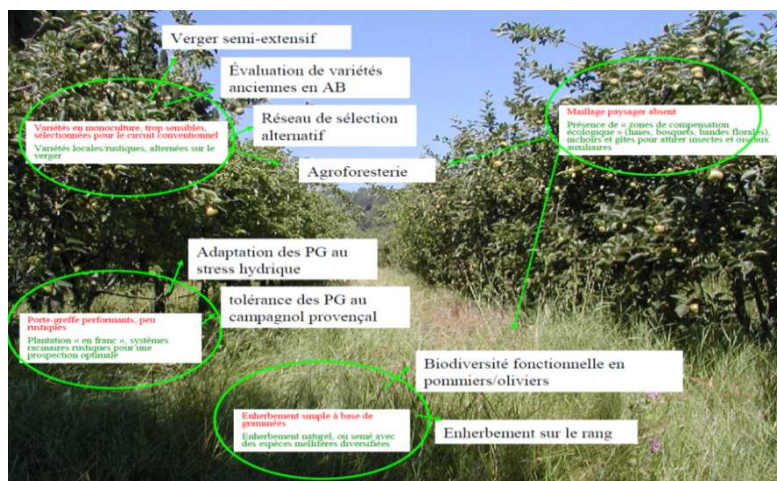 Verger semi-extensif
Évaluation de variétés
anciennes en AB
Variétés en monoculture, trop sensibles,
sélectionnées pour le circuit conventionnel
Variétés locales/rustiques, alternées sur le
verger
Réseau de sélection
alternatif
Agroforesterie
Maillage paysager absent
Présence de « zones de compensation
écologique » (haies, bosquets, bandes florales),
nichoirs et gîtes pour attirer insectes et oiseaux
auxiliaires
Adaptation des PG au
stress hydrique
tolérance des PG au
campagnol provençal
Porte-greffe performants, peu
rustiques
Plantation « en franc », systèmes
racinaires rustiques pour une
prospection optimale
Biodiversité fonctionnelle en
pommiers/oliviers
Enherbement simple à base de
graminées
Enherbement naturel, ou semé avec
des espèces mellifères diversifiées
Enherbement sur le rang